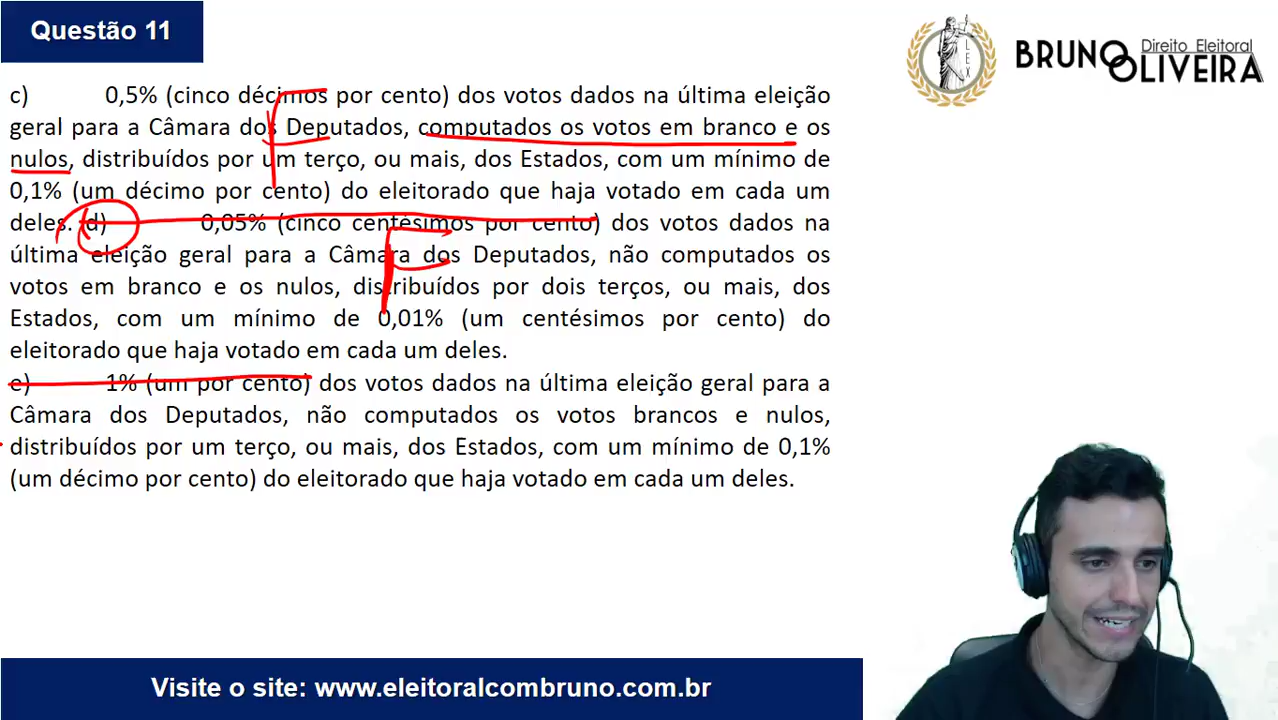 Questão 11
BRUNO Direito Eleitoral
OLIVEIRA
LEX
c) 0,5% (cinco décimos por cento) dos votos dados na última eleição
geral para a Câmara dos Deputados, computados os votos em branco e os
nulos, distribuídos por um terço, ou mais, dos Estados, com um mínimo de
0,1% (um décimo por cento) do eleitorado que haja votado em cada um
deles. d) 0,05% (cinco centésimos por cento) dos votos dados na
última eleição geral para a Câmara dos Deputados, não computados os
votos em branco e os nulos, distribuídos por dois terços, ou mais, dos
Estados, com um mínimo de 0,01% (um centésimos por cento) do
eleitorado que haja votado em cada um deles.
e) 1% (um por cento) dos votos dados na última eleição geral para a
Câmara dos Deputados, não computados os votos brancos e nulos,
distribuídos por um terço, ou mais, dos Estados, com um mínimo de 0,1%
(um décimo por cento) do eleitorado que haja votado em cada um deles.
F
F
Visite o site: www.eleitoralcombruno.com.br